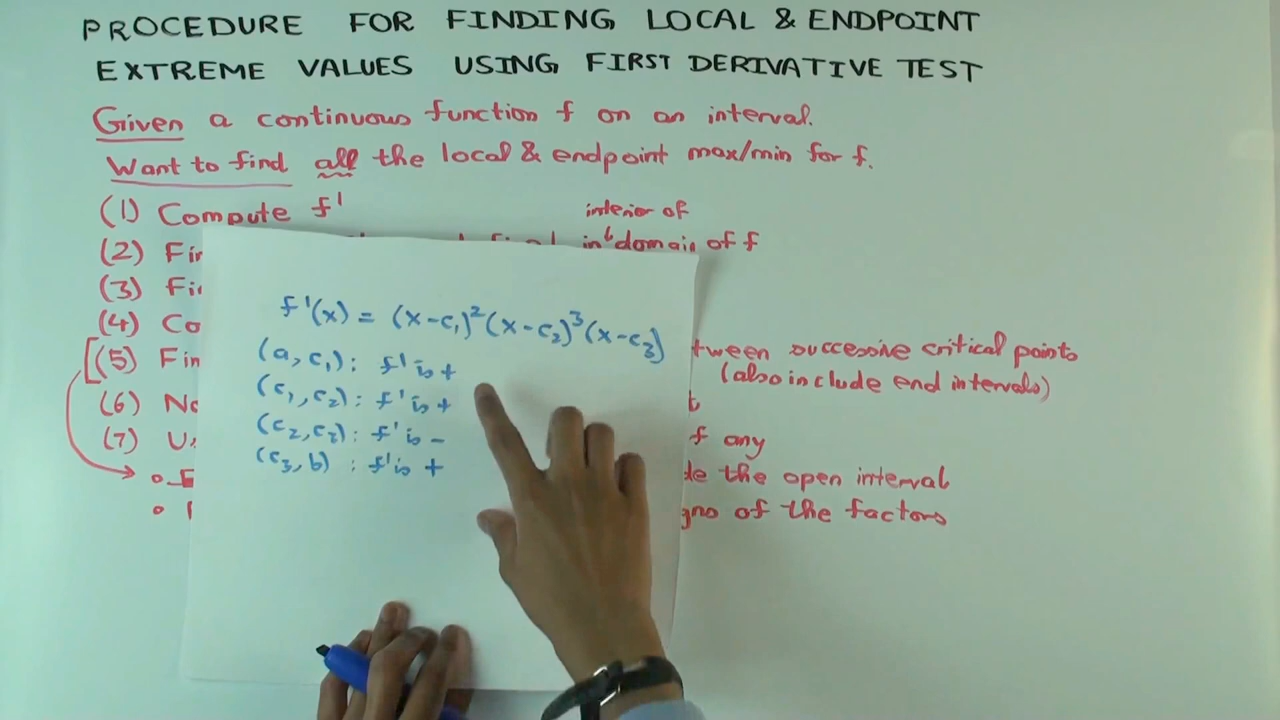 PROCEDURE FOR FINDING LOCAL & ENDPOINT
EXTREME VALUES USING FIRST DERIVATIVE TEST
Given a continuous function f on an interval.
Want to find all the local & endpoint max/min for f.
(1) Compute f'
interior of
(2) Fin in domain of f
(3) Fi
(4) Co
(5) Fin tween successive critical points
(also include end intervals)
(6) No t
(7) U f any
de the open interval
gns of the factors
f'(x) = (x-c₁)²(x-c₂)³(x-c₃)
(a,c₁): f' is +
(c₁,c₂): f' is +
(c₂,c₃): f' is -
(c₃,b): f' is +